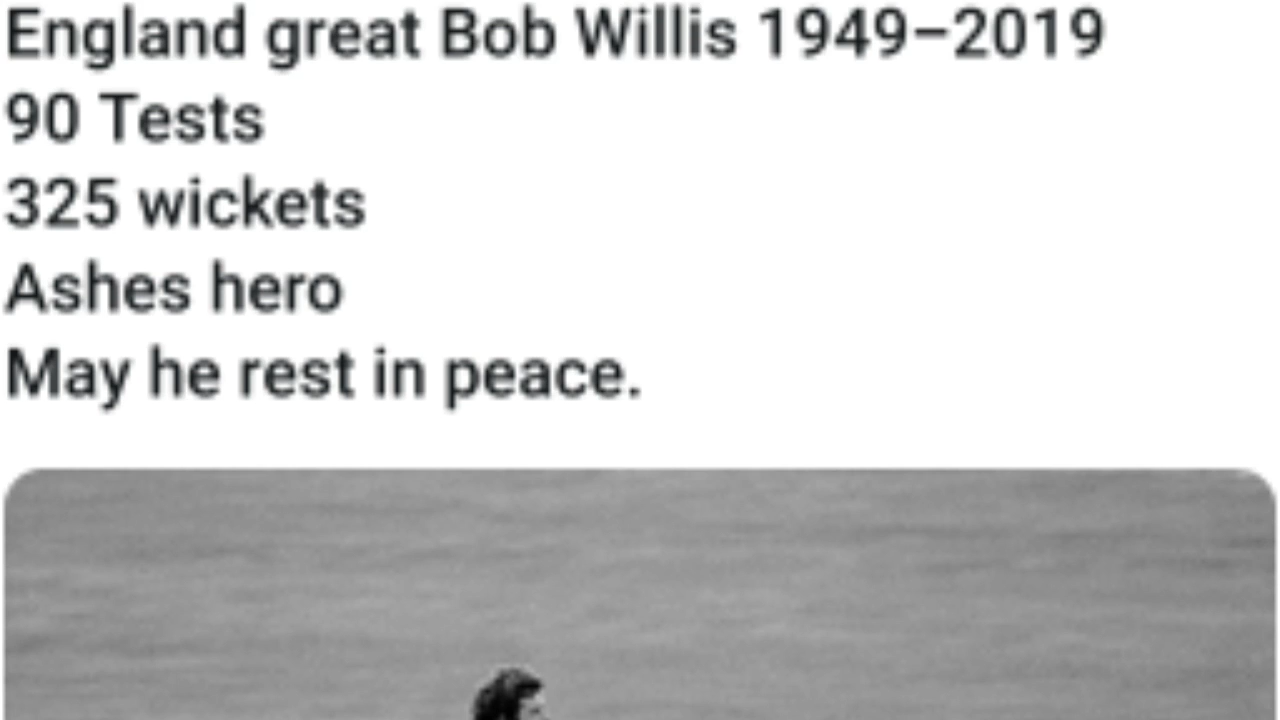 England great Bob Willis 1949–2019
90 Tests
325 wickets
Ashes hero
May he rest in peace.